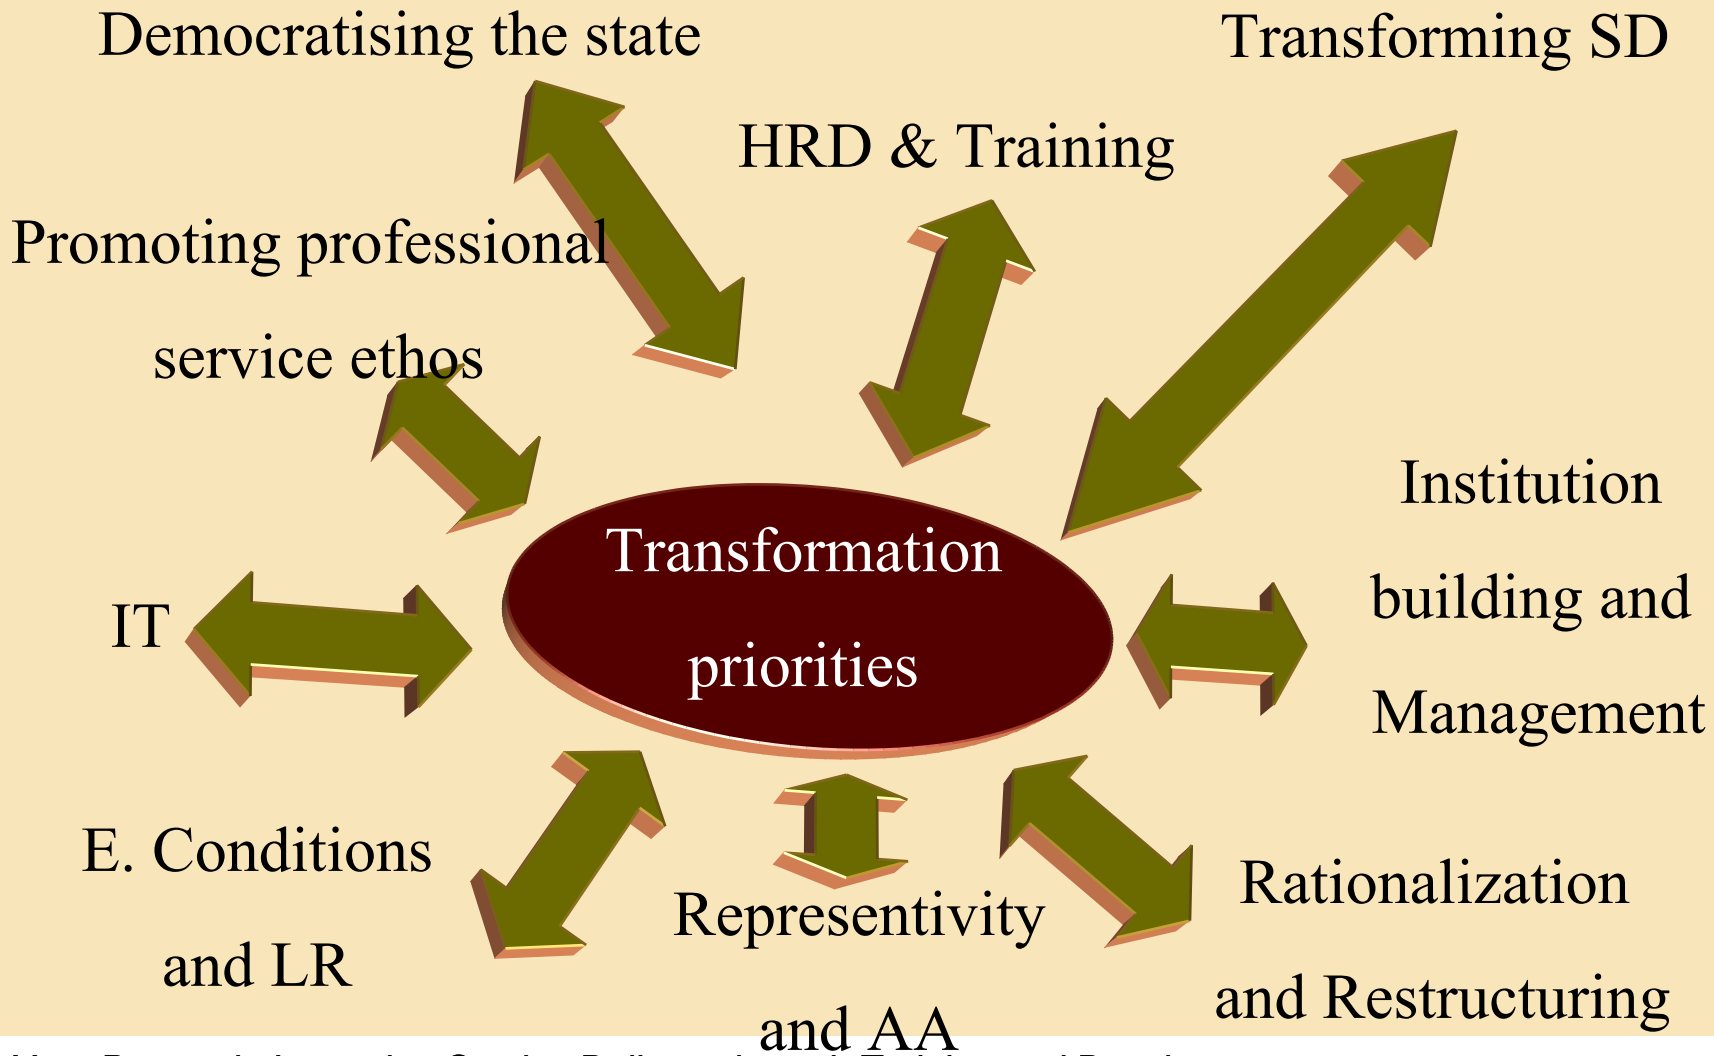 Democratising the state
Transforming SD
HRD & Training
Promoting professional
service ethos
Institution
building and
Management
Transformation
priorities
IT
E. Conditions
and LR
Representivity
and AA
Rationalization
and Restructuring